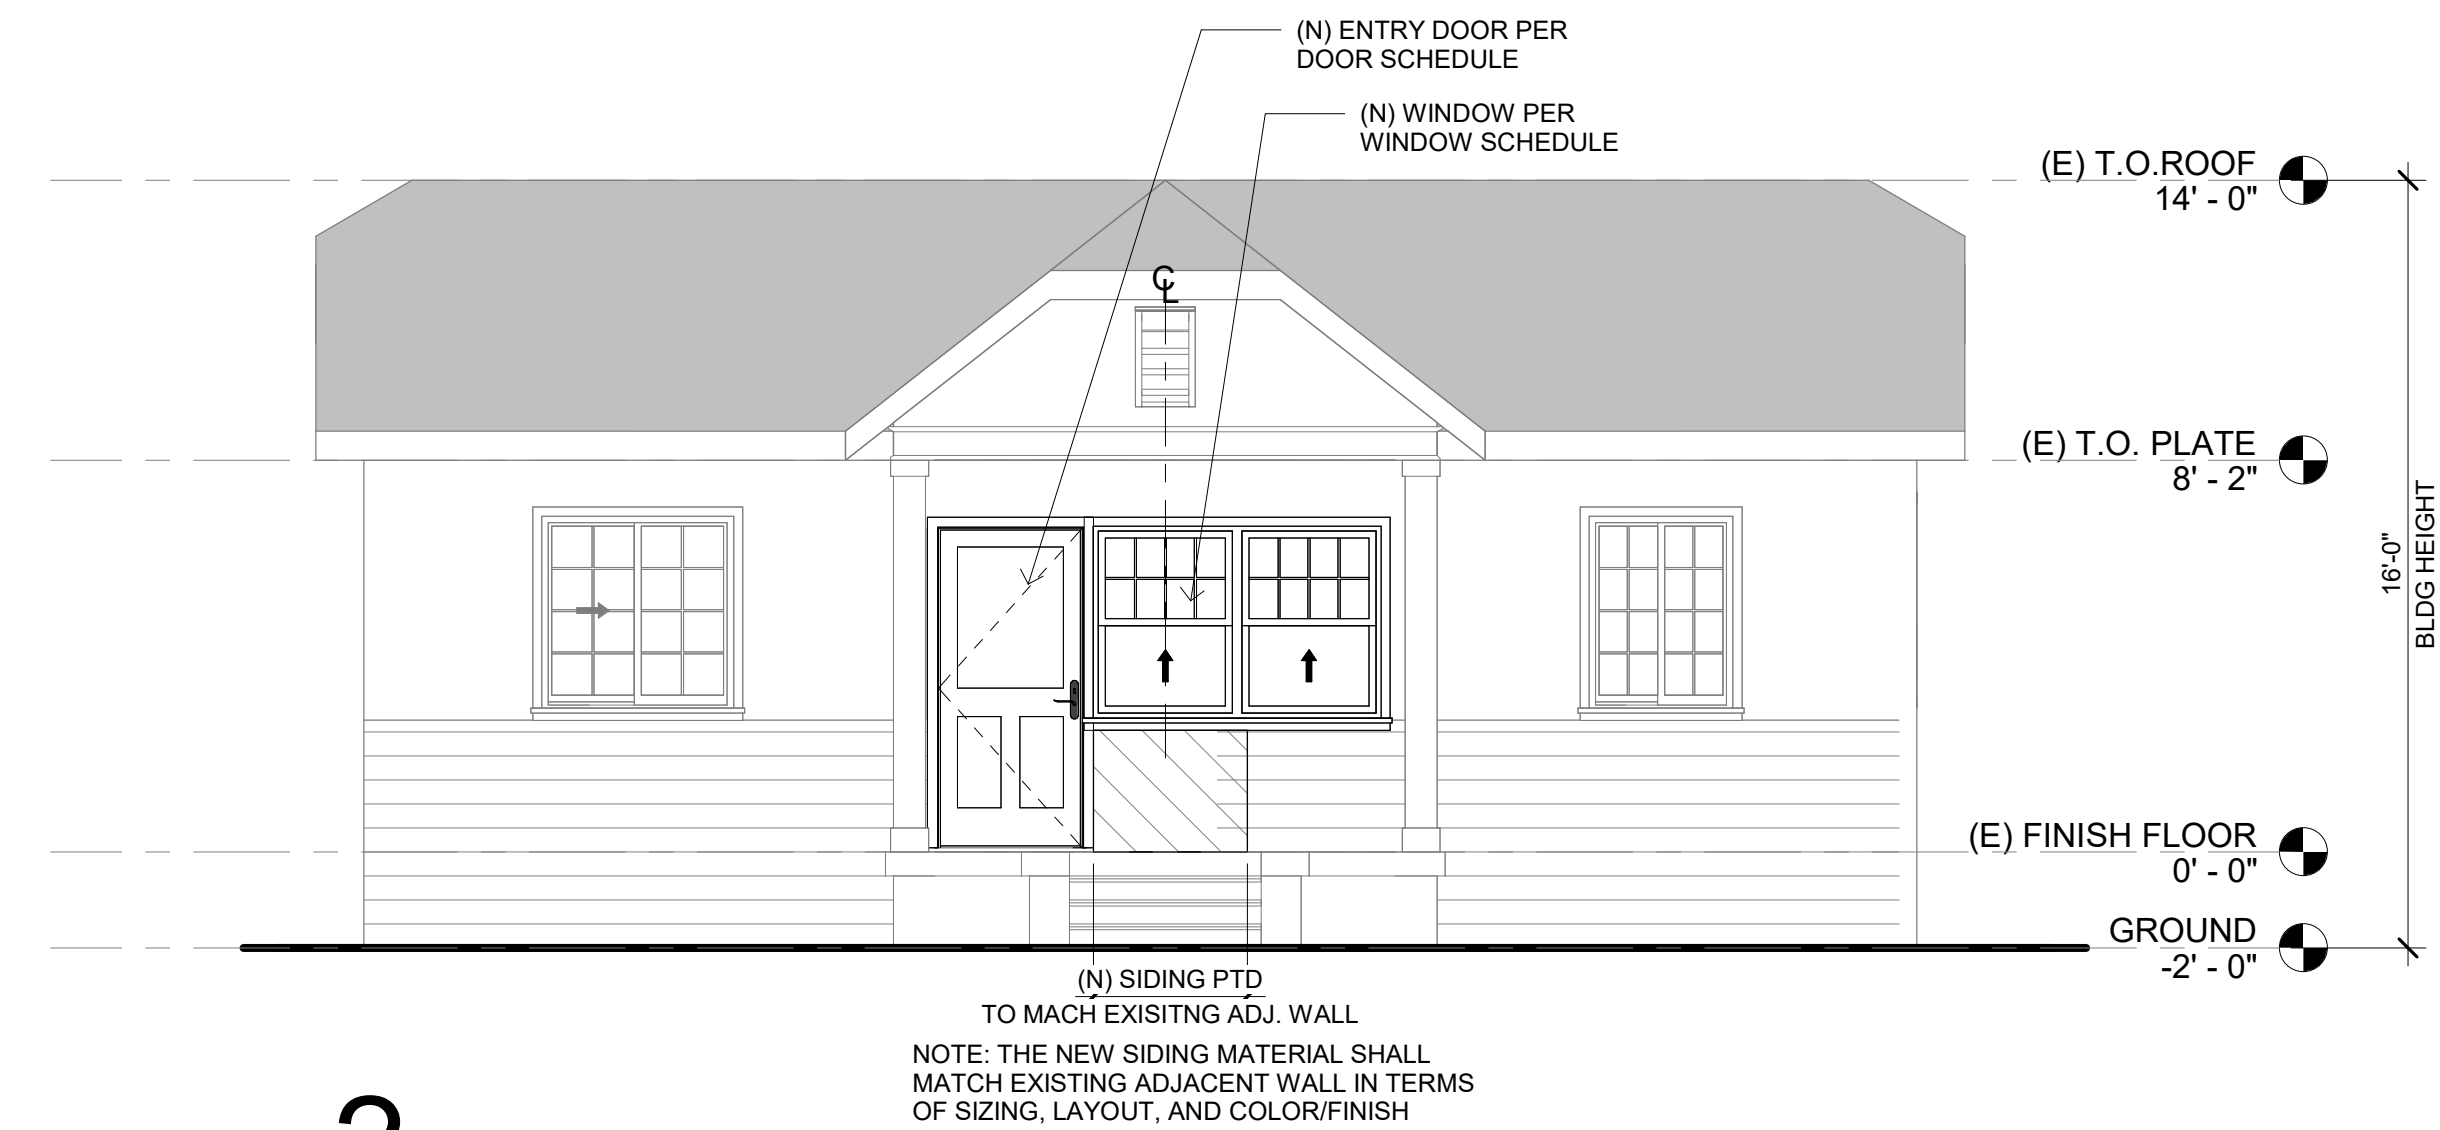 (N) ENTRY DOOR PER
DOOR SCHEDULE
(N) WINDOW PER
WINDOW SCHEDULE
(E) T.O.ROOF
14' - 0"
℄
(E) T.O. PLATE
8' - 2"
16'-0"
BLDG HEIGHT
(E) FINISH FLOOR
0' - 0"
GROUND
-2' - 0"
(N) SIDING PTD
TO MACH EXISITNG ADJ. WALL
NOTE: THE NEW SIDING MATERIAL SHALL
MATCH EXISTING ADJACENT WALL IN TERMS
OF SIZING, LAYOUT, AND COLOR/FINISH